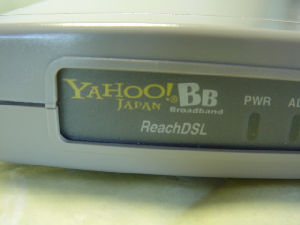 YAHOO! BB
JAPAN Broadband
ReachDSL
PWR